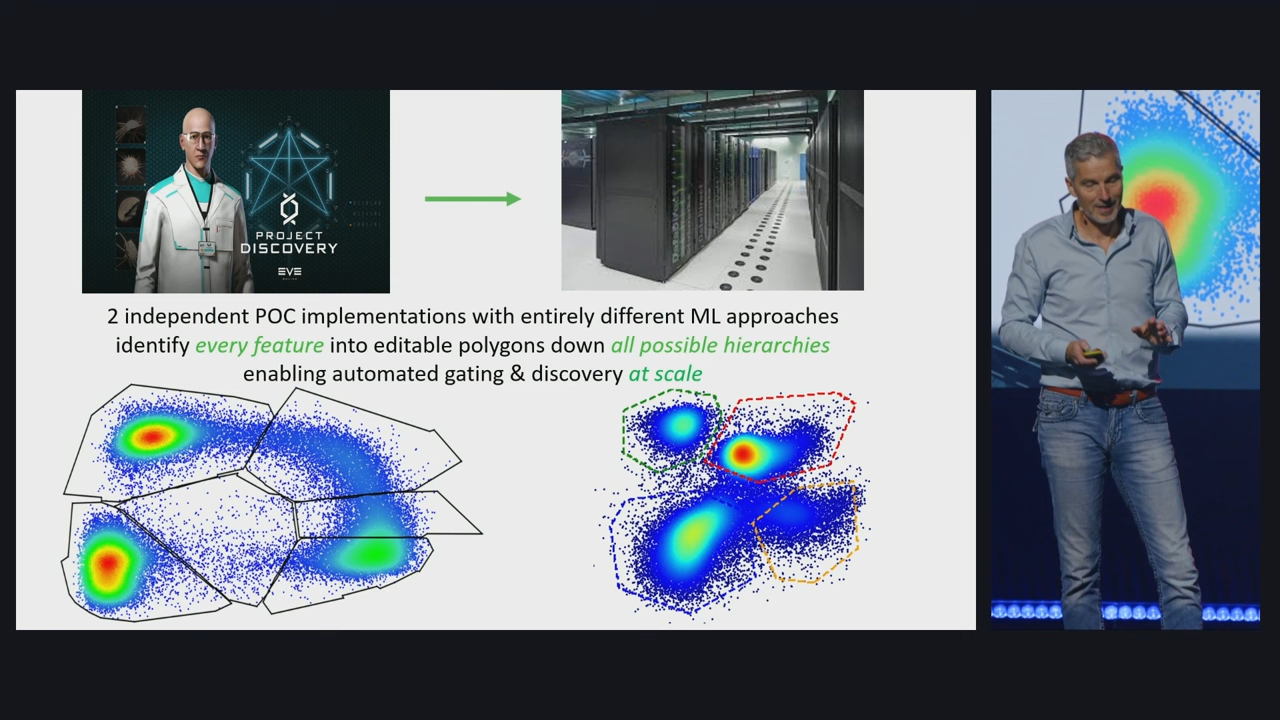 PROJECT
DISCOVERY
EVE
2 independent POC implementations with entirely different ML approaches
identify every feature into editable polygons down all possible hierarchies
enabling automated gating & discovery at scale